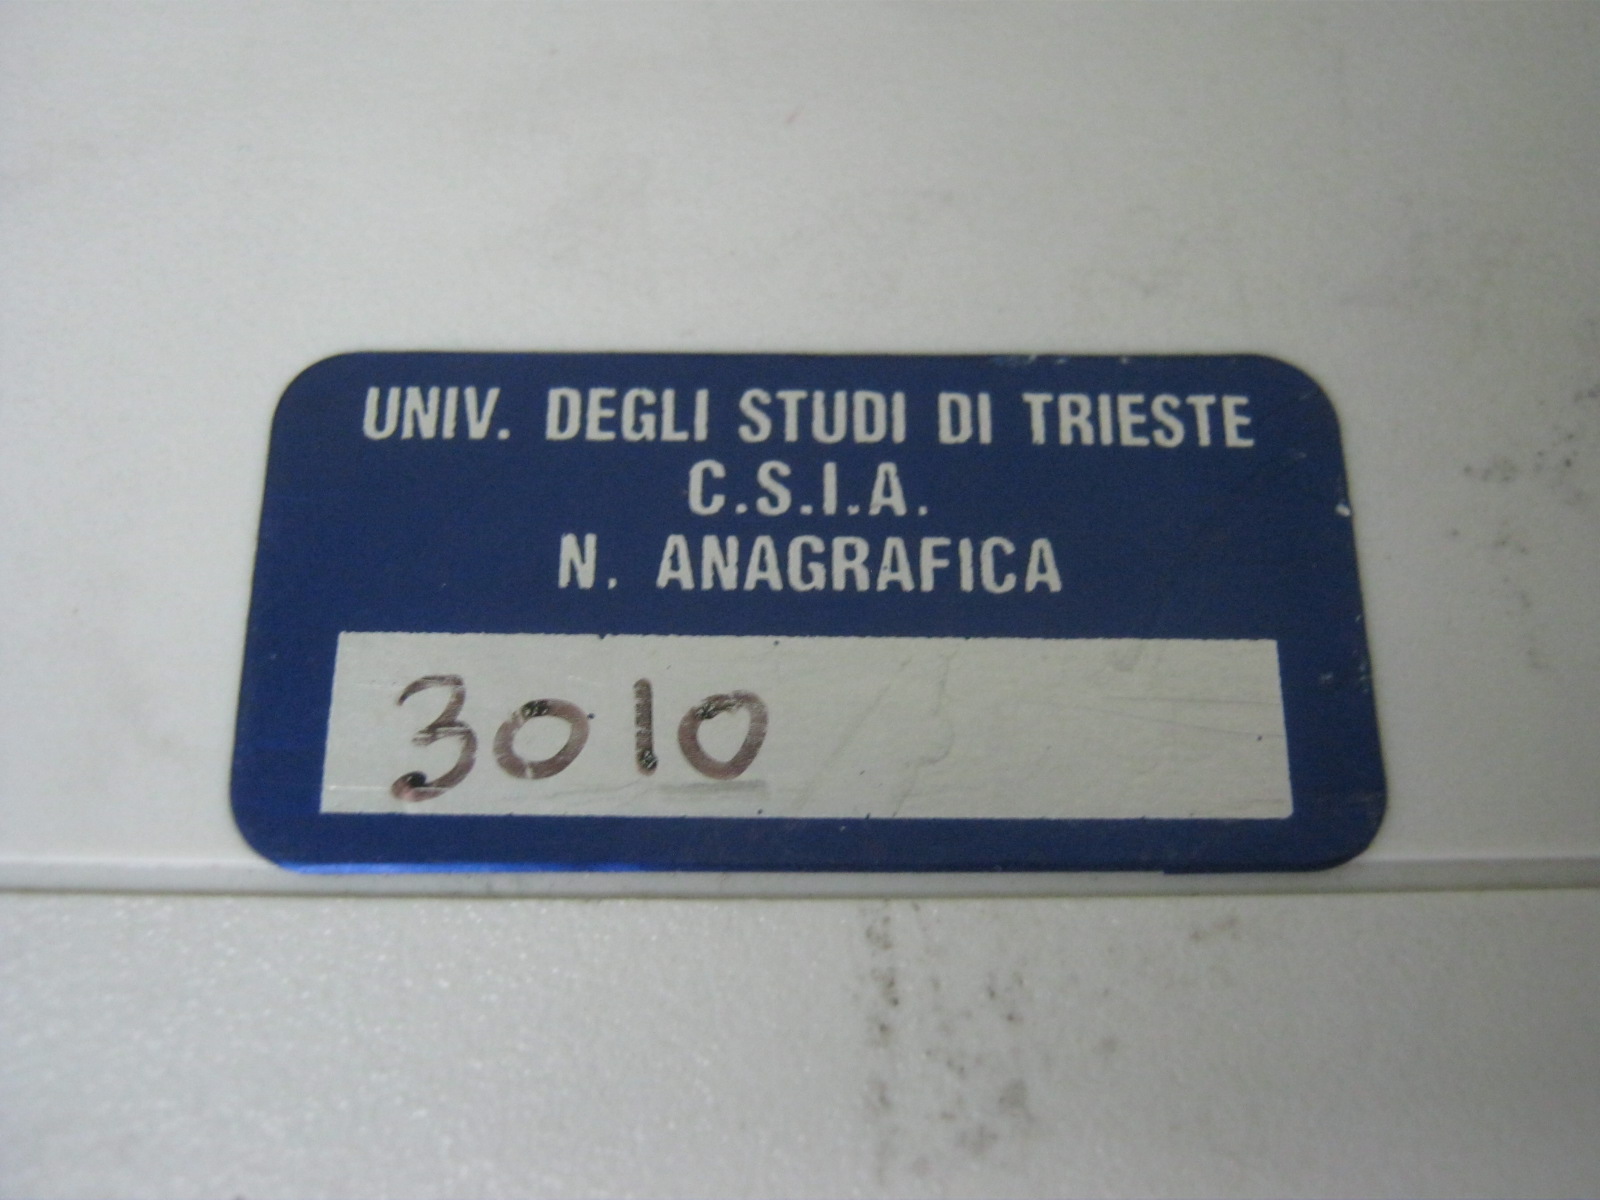 UNIV. DEGLI STUDI DI TRIESTE
C.S.I.A.
N. ANAGRAFICA
3010